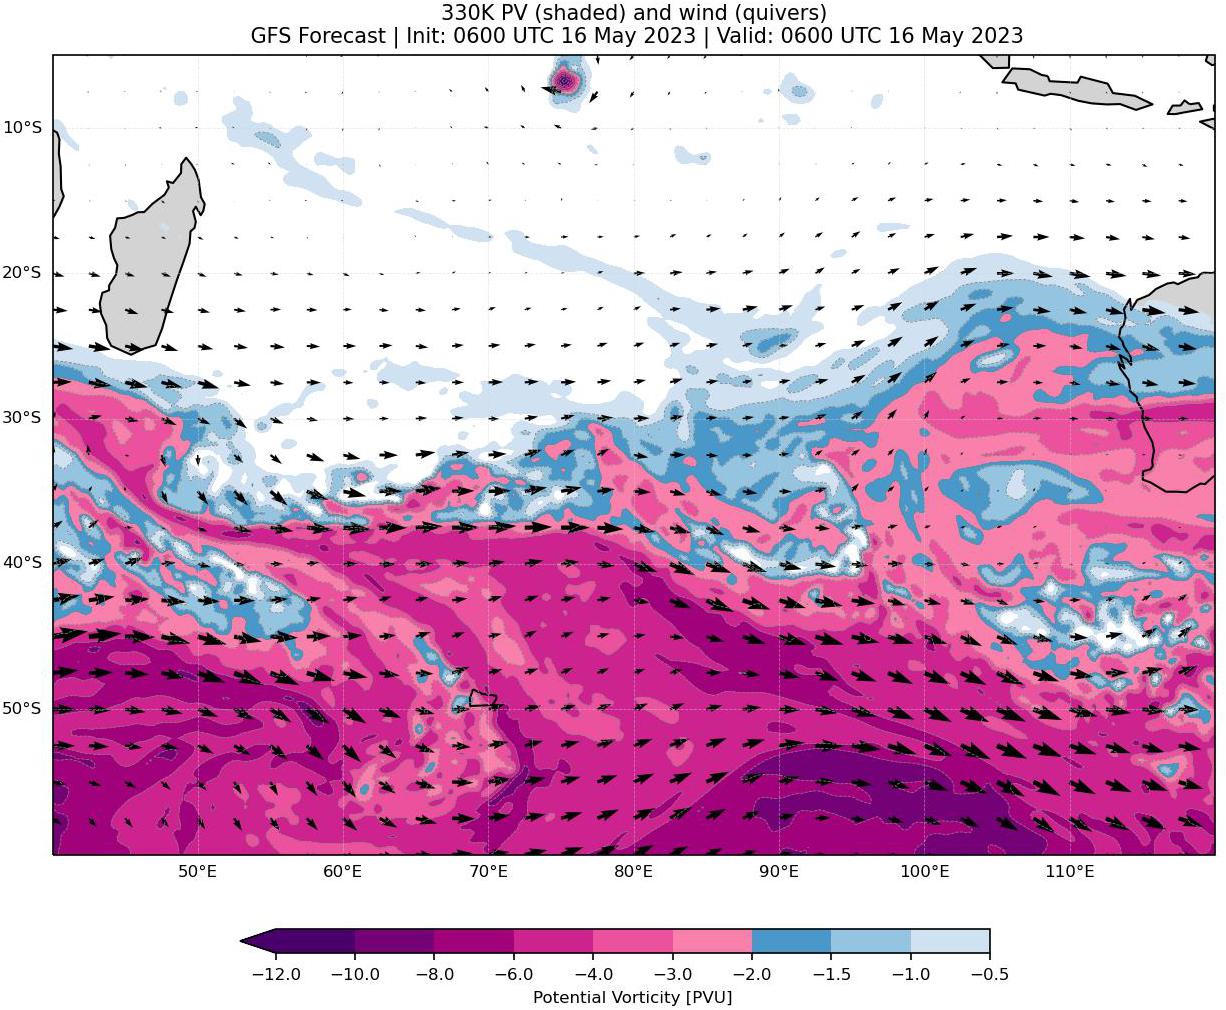 330K PV (shaded) and wind (quivers)
GFS Forecast | Init: 0600 UTC 16 May 2023 | Valid: 0600 UTC 16 May 2023
10°S
20°S
30°S
40°S
50°S
50°E 60°E 70°E 80°E 90°E 100°E 110°E
−12.0 −10.0 −8.0 −6.0 −4.0 −3.0 −2.0 −1.5 −1.0 −0.5
Potential Vorticity [PVU]